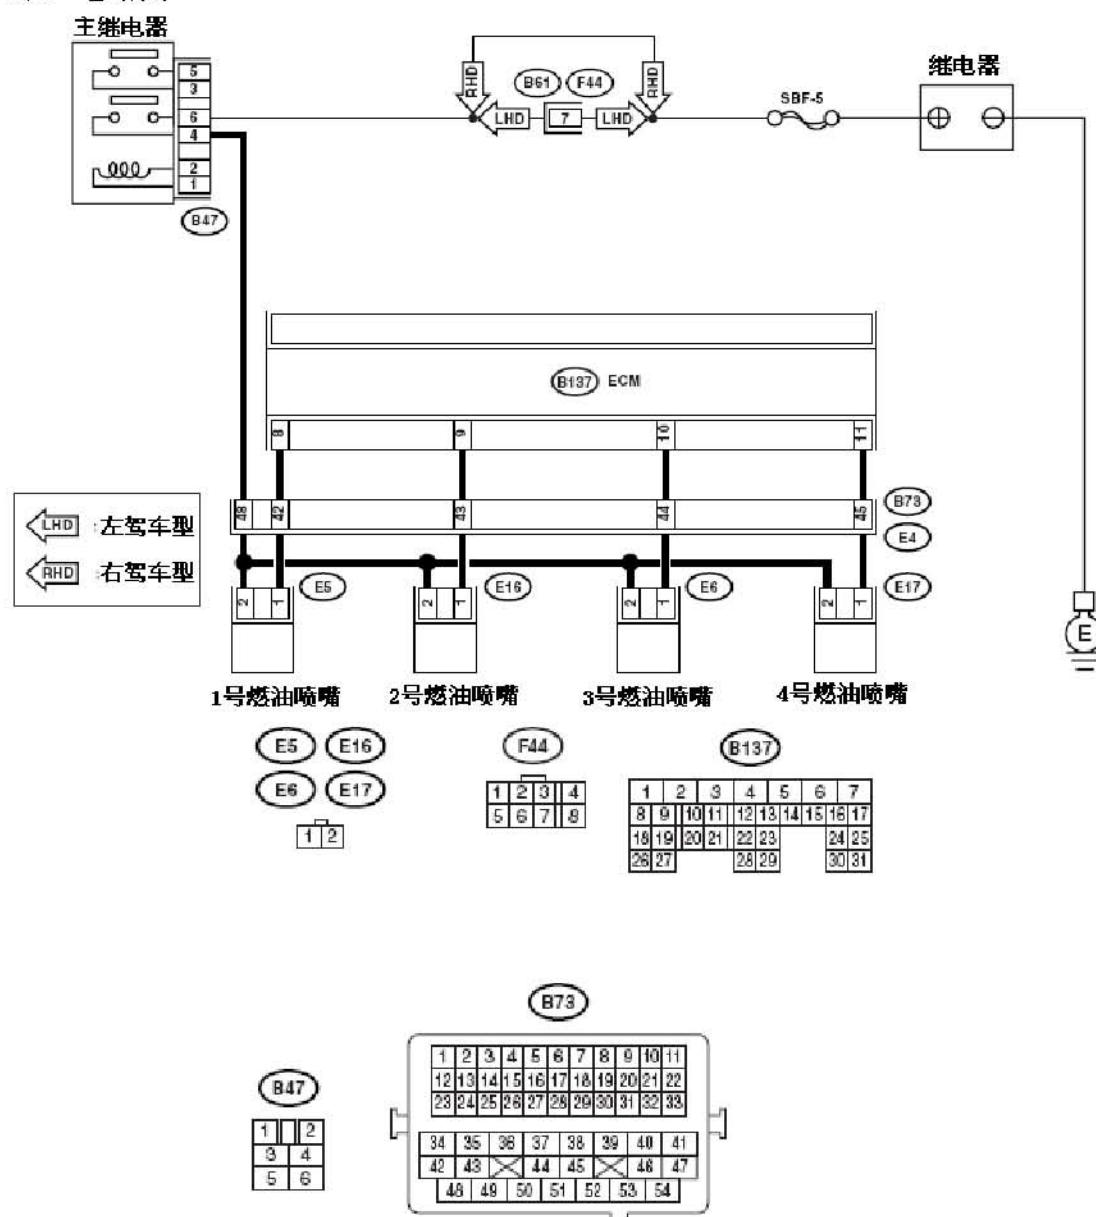 主继电器
5
3
6
4
2
1
B47
RHD
B61
F44
RHD
LHD
7
LHD
SBF-5
继电器
B137 ECM
8
9
10
11
48
42
43
44
45
B73
E4
LHD :左驾车型
RHD :右驾车型
2
1
E5
2
1
E16
2
1
E6
2
1
E17
E
1号燃油喷嘴
2号燃油喷嘴
3号燃油喷嘴
4号燃油喷嘴
E5 E16
E6 E17
1 2
F44
1 2 3 4
5 6 7 8
B137
1 2 3 4 5 6 7
8 9 10 11 12 13 14 15 16 17
18 19 20 21 22 23 24 25
26 27 28 29 30 31
B73
1 2 3 4 5 6 7 8 9 10 11
12 13 14 15 16 17 18 19 20 21 22
23 24 25 26 27 28 29 30 31 32 33
34 35 36 37 38 39 40 41
42 43 44 45 46 47
48 49 50 51 52 53 54
B47
1 2
3 4
5 6